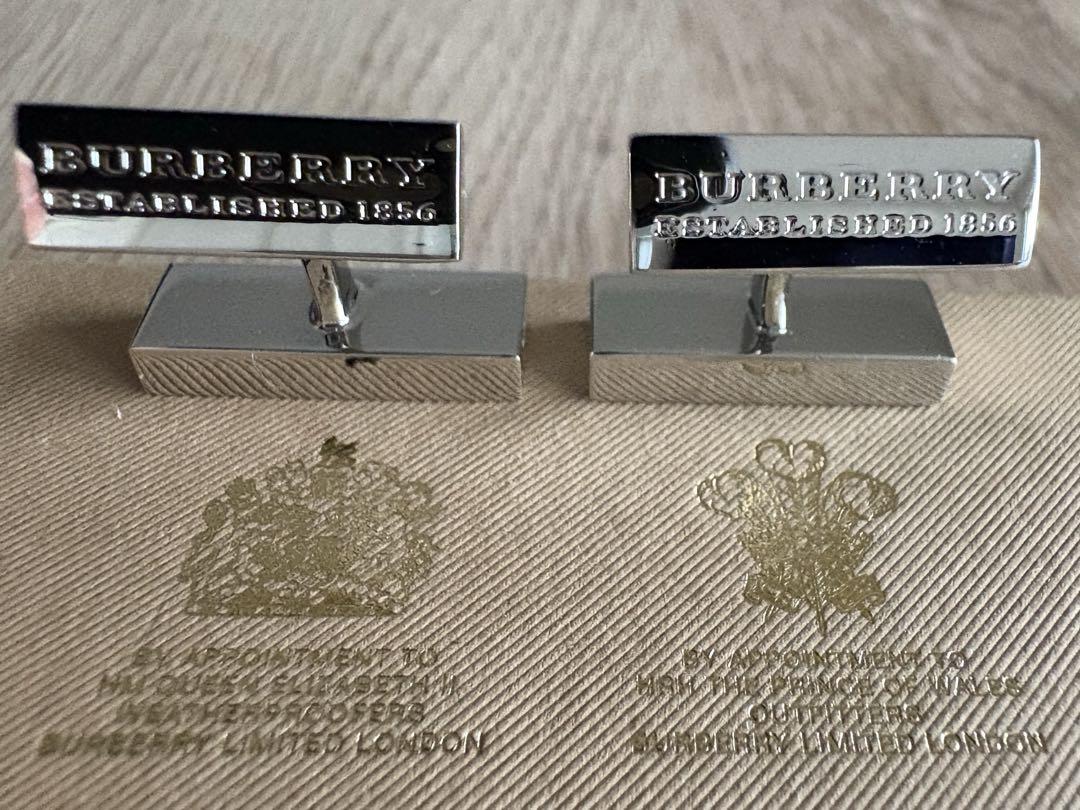 BURBERRY
ESTABLISHED 1856
BURBERRY
ESTABLISHED 1856
BY APPOINTMENT TO
HM QUEEN ELIZABETH II
WEATHERPROOFERS
BURBERRY LIMITED LONDON
BY APPOINTMENT TO
HRH THE PRINCE OF WALES
OUTFITTERS
BURBERRY LIMITED LONDON